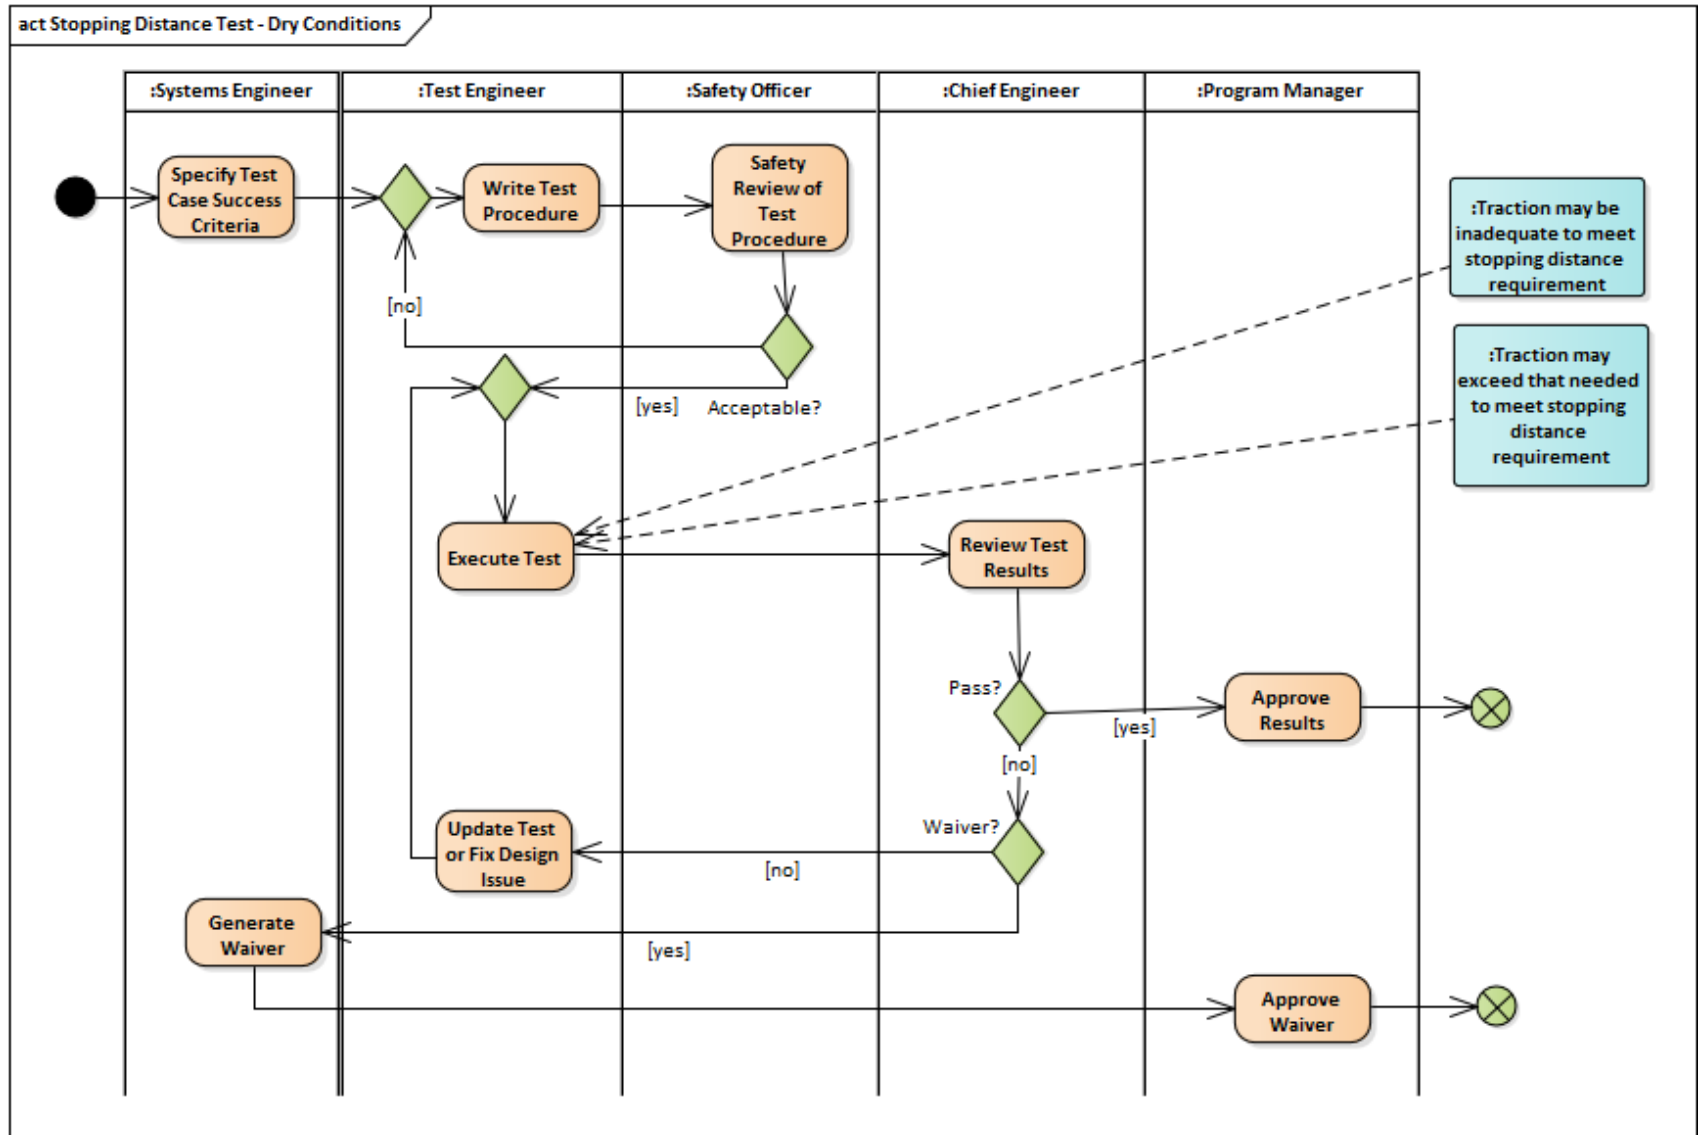 act Stopping Distance Test - Dry Conditions
:Systems Engineer
:Test Engineer
:Safety Officer
:Chief Engineer
:Program Manager
Specify Test
Case Success
Criteria
Write Test
Procedure
Safety
Review of
Test
Procedure
:Traction may be
inadequate to meet
stopping distance
requirement
[no]
:Traction may
exceed that needed
to meet stopping
distance
requirement
[yes]
Acceptable?
Execute Test
Review Test
Results
Pass?
[yes]
Approve
Results
[no]
Waiver?
Update Test
or Fix Design
Issue
[no]
Generate
Waiver
[yes]
Approve
Waiver